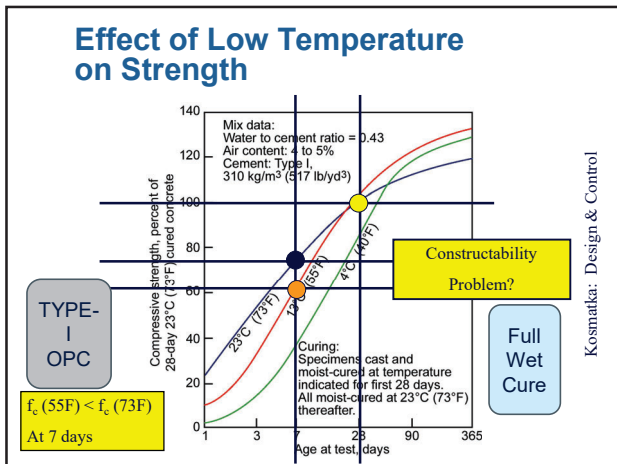 Effect of Low Temperature
on Strength
140
120
100
80
60
40
20
0
Compressive strength, percent of
28-day 23°C (73°F) cured concrete
Mix data:
Water to cement ratio = 0.43
Air content: 4 to 5%
Cement: Type I,
310 kg/m³ (517 lb/yd³)
23°C (73°F)
13°C (55°F)
4°C (40°F)
Curing:
Specimens cast and
moist-cured at temperature
indicated for first 28 days.
All moist-cured at 23°C (73°F)
thereafter.
1
3
7
28
90
365
Age at test, days
TYPE-
I
OPC
fc (55F) < fc (73F)
At 7 days
Constructability
Problem?
Full
Wet
Cure
Kosmatka: Design & Control